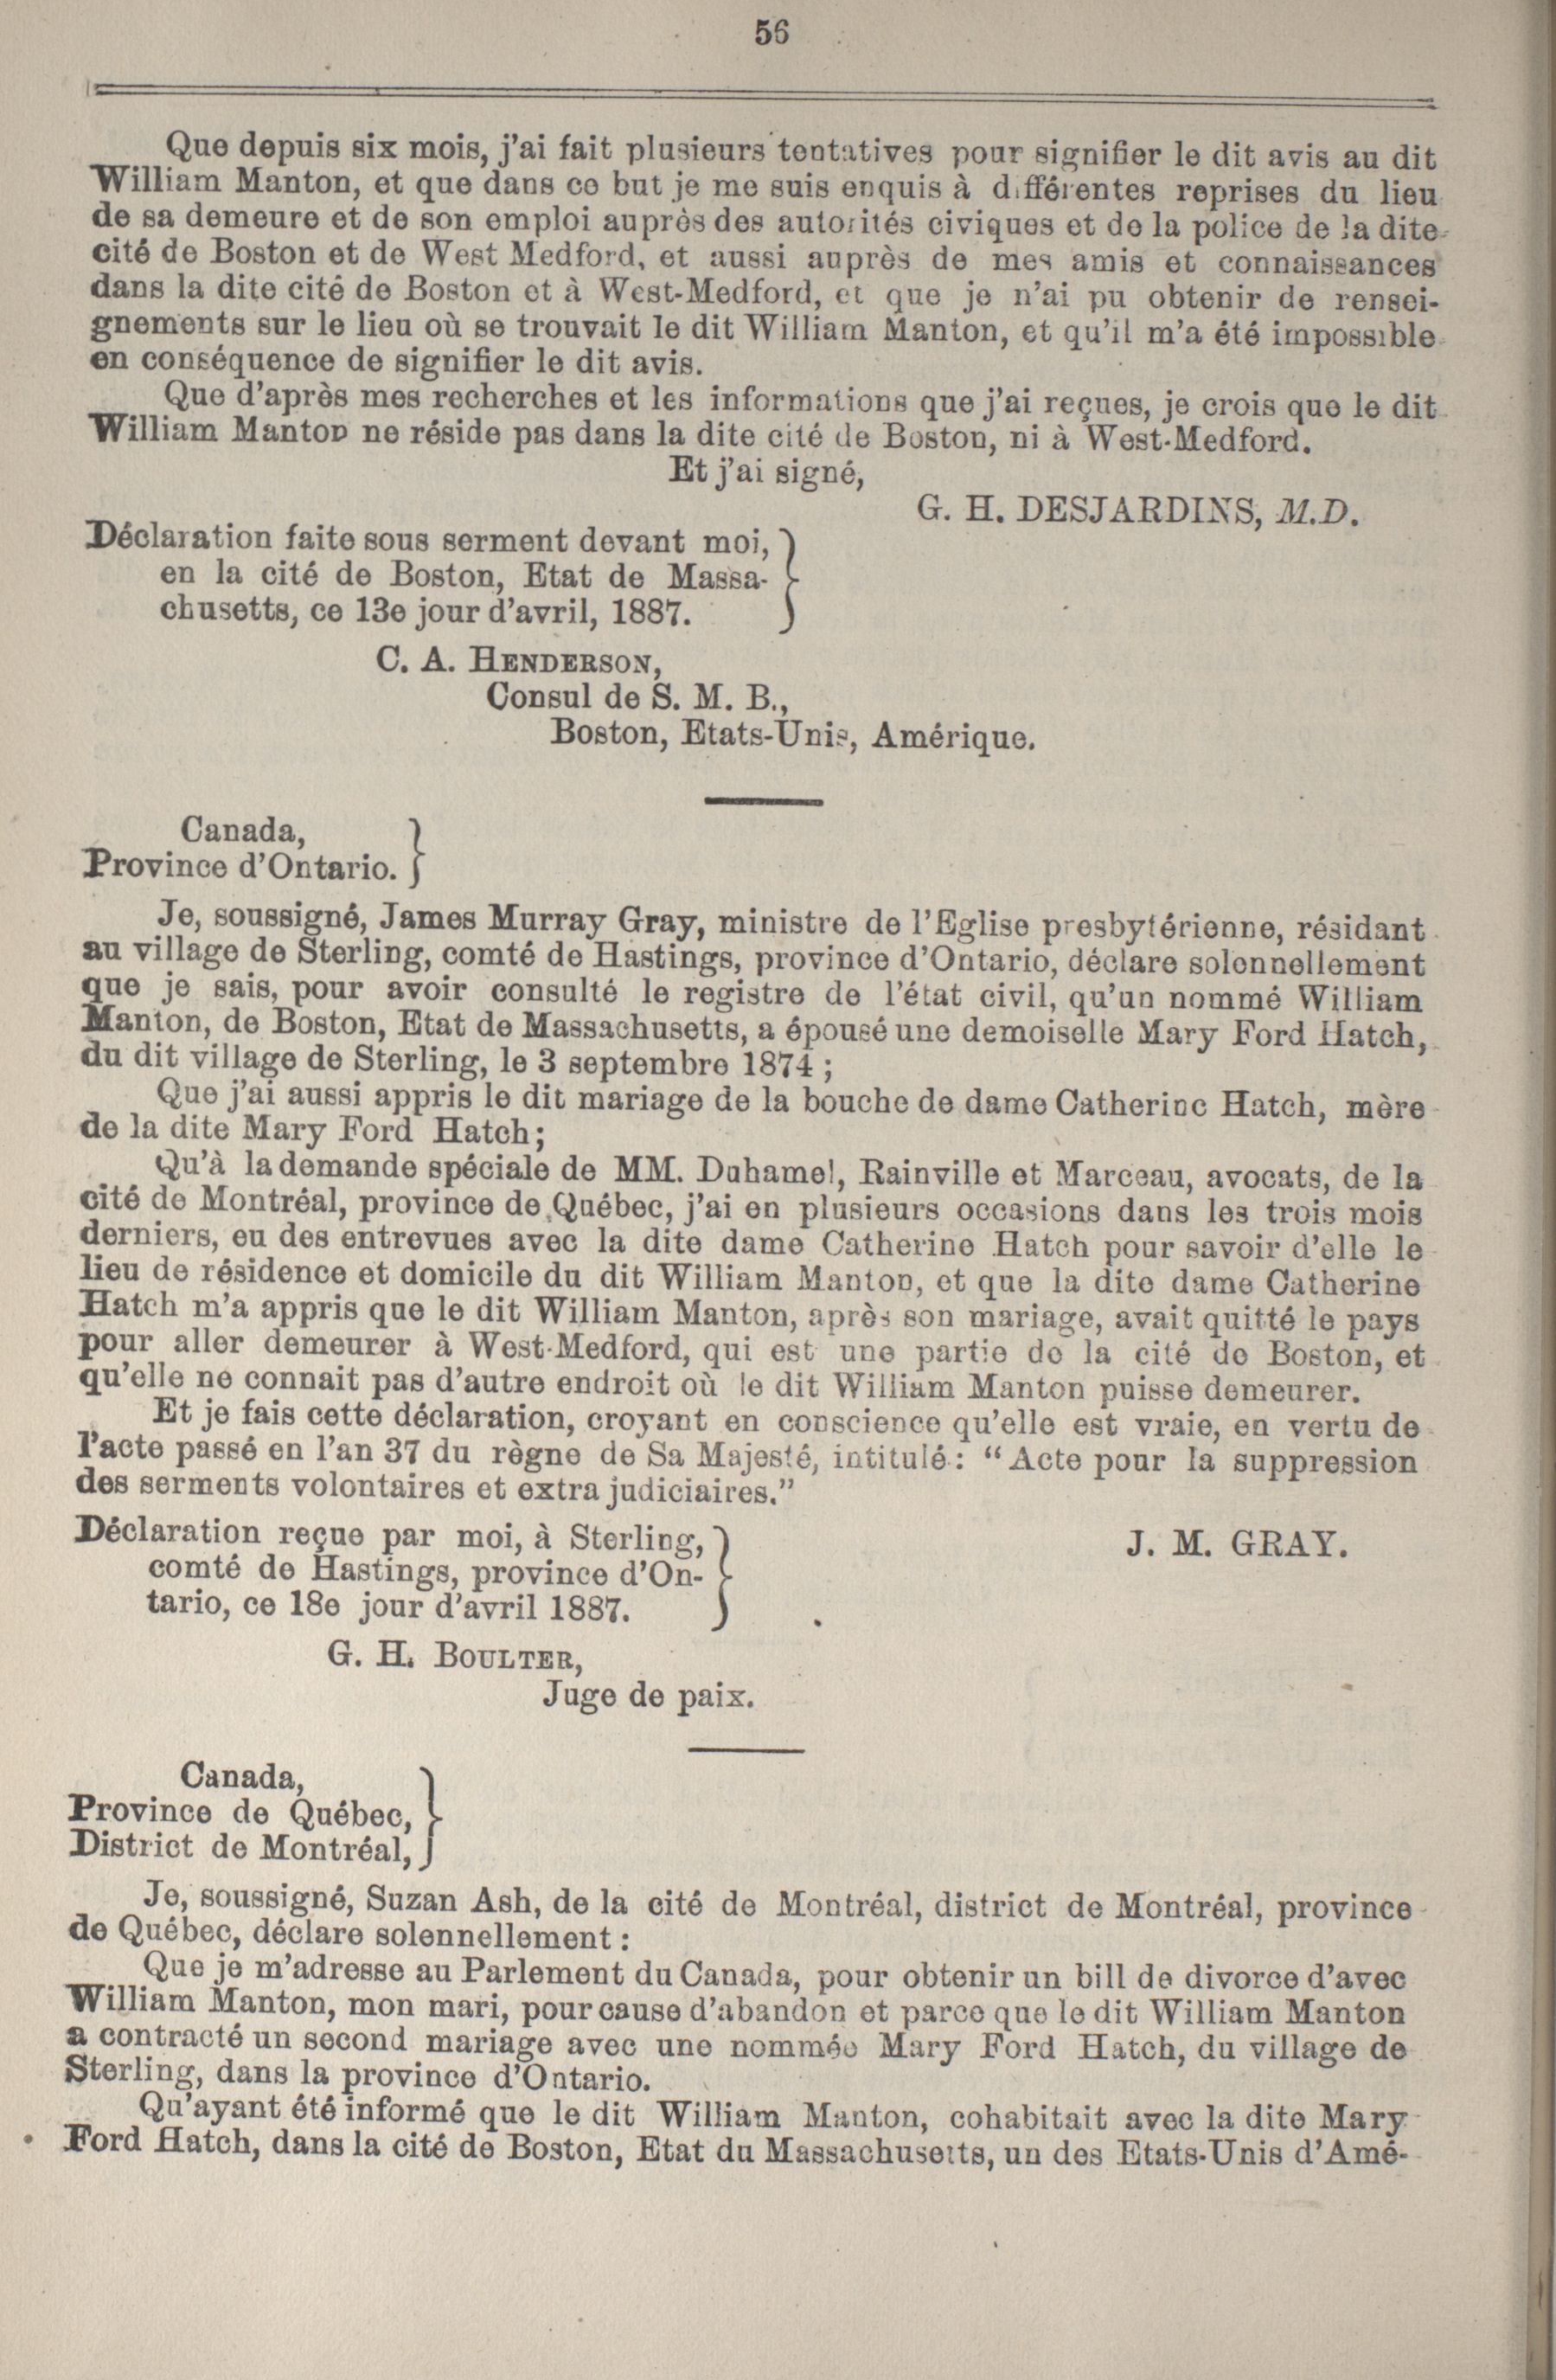 56
Que depuis six mois, j'ai fait plusieurs tentatives pour signifier le dit avis au dit
William Manton, et que dans ce but je me suis enquis à différentes reprises du lieu
de sa demeure et de son emploi auprès des autorités civiques et de la police de la dite
cité de Boston et de West Medford, et aussi auprès de mes amis et connaissances
dans la dite cité de Boston et à West-Medford, et que je n'ai pu obtenir de rensei-
gnements sur le lieu où se trouvait le dit William Manton, et qu'il m'a été impossible
en conséquence de signifier le dit avis.
Que d'après mes recherches et les informations que j'ai reçues, je crois que le dit
William Manton ne réside pas dans la dite cité de Boston, ni à West-Medford.
Et j'ai signé,
G. H. DESJARDINS, M.D.
Déclaration faite sous serment devant moi,
en la cité de Boston, Etat de Massa-
chusetts, ce 13e jour d'avril, 1887.
C. A. HENDERSON,
Consul de S. M. B.,
Boston, Etats-Unis, Amérique.
Canada,
Province d'Ontario.
Je, soussigné, James Murray Gray, ministre de l'Eglise presbytérienne, résidant
au village de Sterling, comté de Hastings, province d'Ontario, déclare solennellement
que je sais, pour avoir consulté le registre de l'état civil, qu'un nommé William
Manton, de Boston, Etat de Massachusetts, a épousé une demoiselle Mary Ford Hatch,
du dit village de Sterling, le 3 septembre 1874 ;
Que j'ai aussi appris le dit mariage de la bouche de dame Catherine Hatch, mère
de la dite Mary Ford Hatch;
Qu'à la demande spéciale de MM. Duhamel, Rainville et Marceau, avocats, de la
cité de Montréal, province de Québec, j'ai en plusieurs occasions dans les trois mois
derniers, eu des entrevues avec la dite dame Catherine Hatch pour savoir d'elle le
lieu de résidence et domicile du dit William Manton, et que la dite dame Catherine
Hatch m'a appris que le dit William Manton, après son mariage, avait quitté le pays
pour aller demeurer à West-Medford, qui est une partie de la cité de Boston, et
qu'elle ne connait pas d'autre endroit où le dit William Manton puisse demeurer.
Et je fais cette déclaration, croyant en conscience qu'elle est vraie, en vertu de
l'acte passé en l'an 37 du règne de Sa Majesté, intitulé : “ Acte pour la suppression
des serments volontaires et extra judiciaires.”
Déclaration reçue par moi, à Sterling,
comté de Hastings, province d'On-
tario, ce 18e jour d'avril 1887.
J. M. GRAY.
G. H. BOULTER,
Juge de paix.
Canada,
Province de Québec,
District de Montréal,
Je, soussigné, Suzan Ash, de la cité de Montréal, district de Montréal, province
de Québec, déclare solennellement :
Que je m'adresse au Parlement du Canada, pour obtenir un bill de divorce d'avec
William Manton, mon mari, pour cause d'abandon et parce que le dit William Manton
a contracté un second mariage avec une nommée Mary Ford Hatch, du village de
Sterling, dans la province d'Ontario.
Qu'ayant été informé que le dit William Manton, cohabitait avec la dite Mary
Ford Hatch, dans la cité de Boston, Etat du Massachusetts, un des Etats-Unis d'Amé-